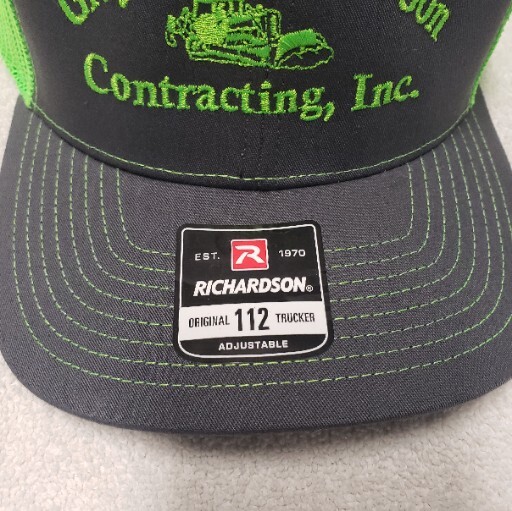 Contracting, Inc.
EST. R 1970
RICHARDSON®
ORIGINAL 112 TRUCKER
ADJUSTABLE